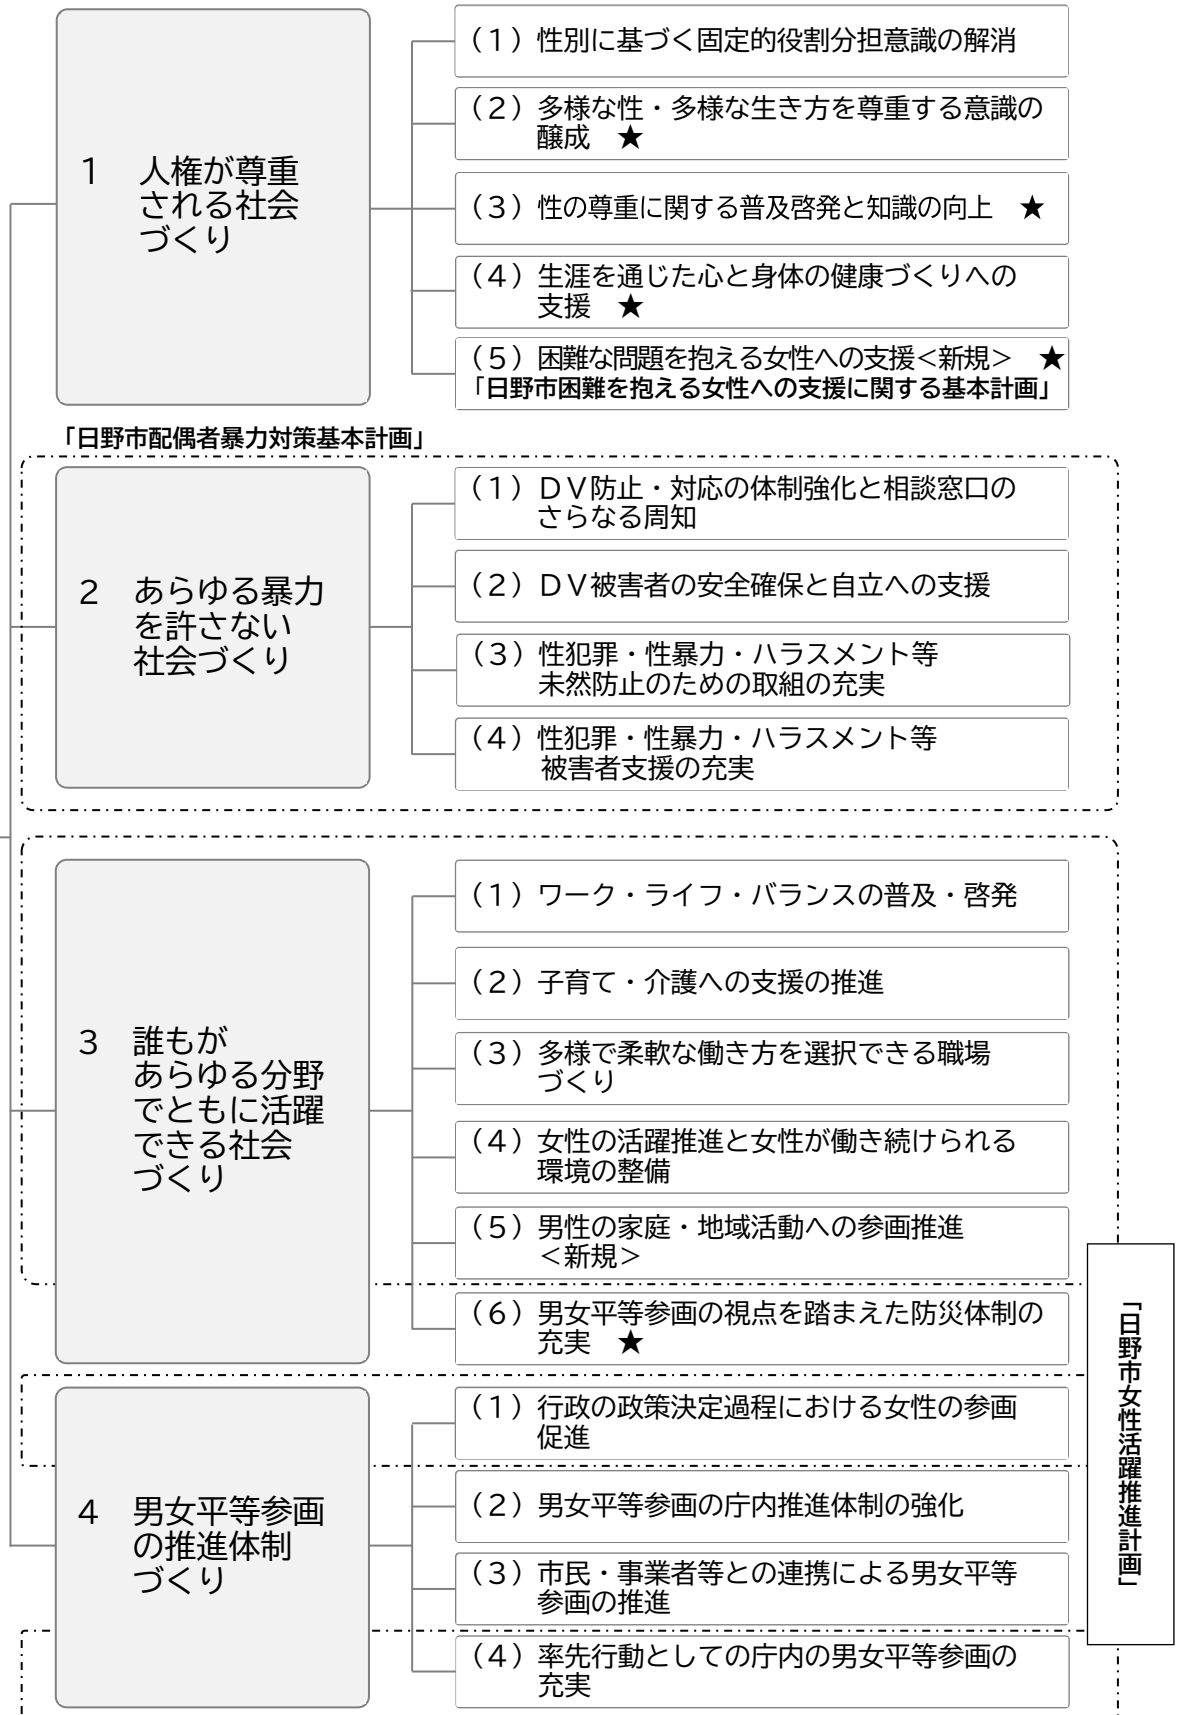 1 人権が尊重
される社会
づくり
（1）性別に基づく固定的役割分担意識の解消
（2）多様な性・多様な生き方を尊重する意識の
醸成　★
（3）性の尊重に関する普及啓発と知識の向上　★
（4）生涯を通じた心と身体の健康づくりへの
支援　★
（5）困難な問題を抱える女性への支援＜新規＞　★
「日野市困難を抱える女性への支援に関する基本計画」
「日野市配偶者暴力対策基本計画」
2 あらゆる暴力
を許さない
社会づくり
（1）ＤＶ防止・対応の体制強化と相談窓口の
さらなる周知
（2）ＤＶ被害者の安全確保と自立への支援
（3）性犯罪・性暴力・ハラスメント等
未然防止のための取組の充実
（4）性犯罪・性暴力・ハラスメント等
被害者支援の充実
3 誰もが
あらゆる分野
でともに活躍
できる社会
づくり
（1）ワーク・ライフ・バランスの普及・啓発
（2）子育て・介護への支援の推進
（3）多様で柔軟な働き方を選択できる職場
づくり
（4）女性の活躍推進と女性が働き続けられる
環境の整備
（5）男性の家庭・地域活動への参画推進
＜新規＞
（6）男女平等参画の視点を踏まえた防災体制の
充実　★
「日野市女性活躍推進計画」
4 男女平等参画
の推進体制
づくり
（1）行政の政策決定過程における女性の参画
促進
（2）男女平等参画の庁内推進体制の強化
（3）市民・事業者等との連携による男女平等
参画の推進
（4）率先行動としての庁内の男女平等参画の
充実